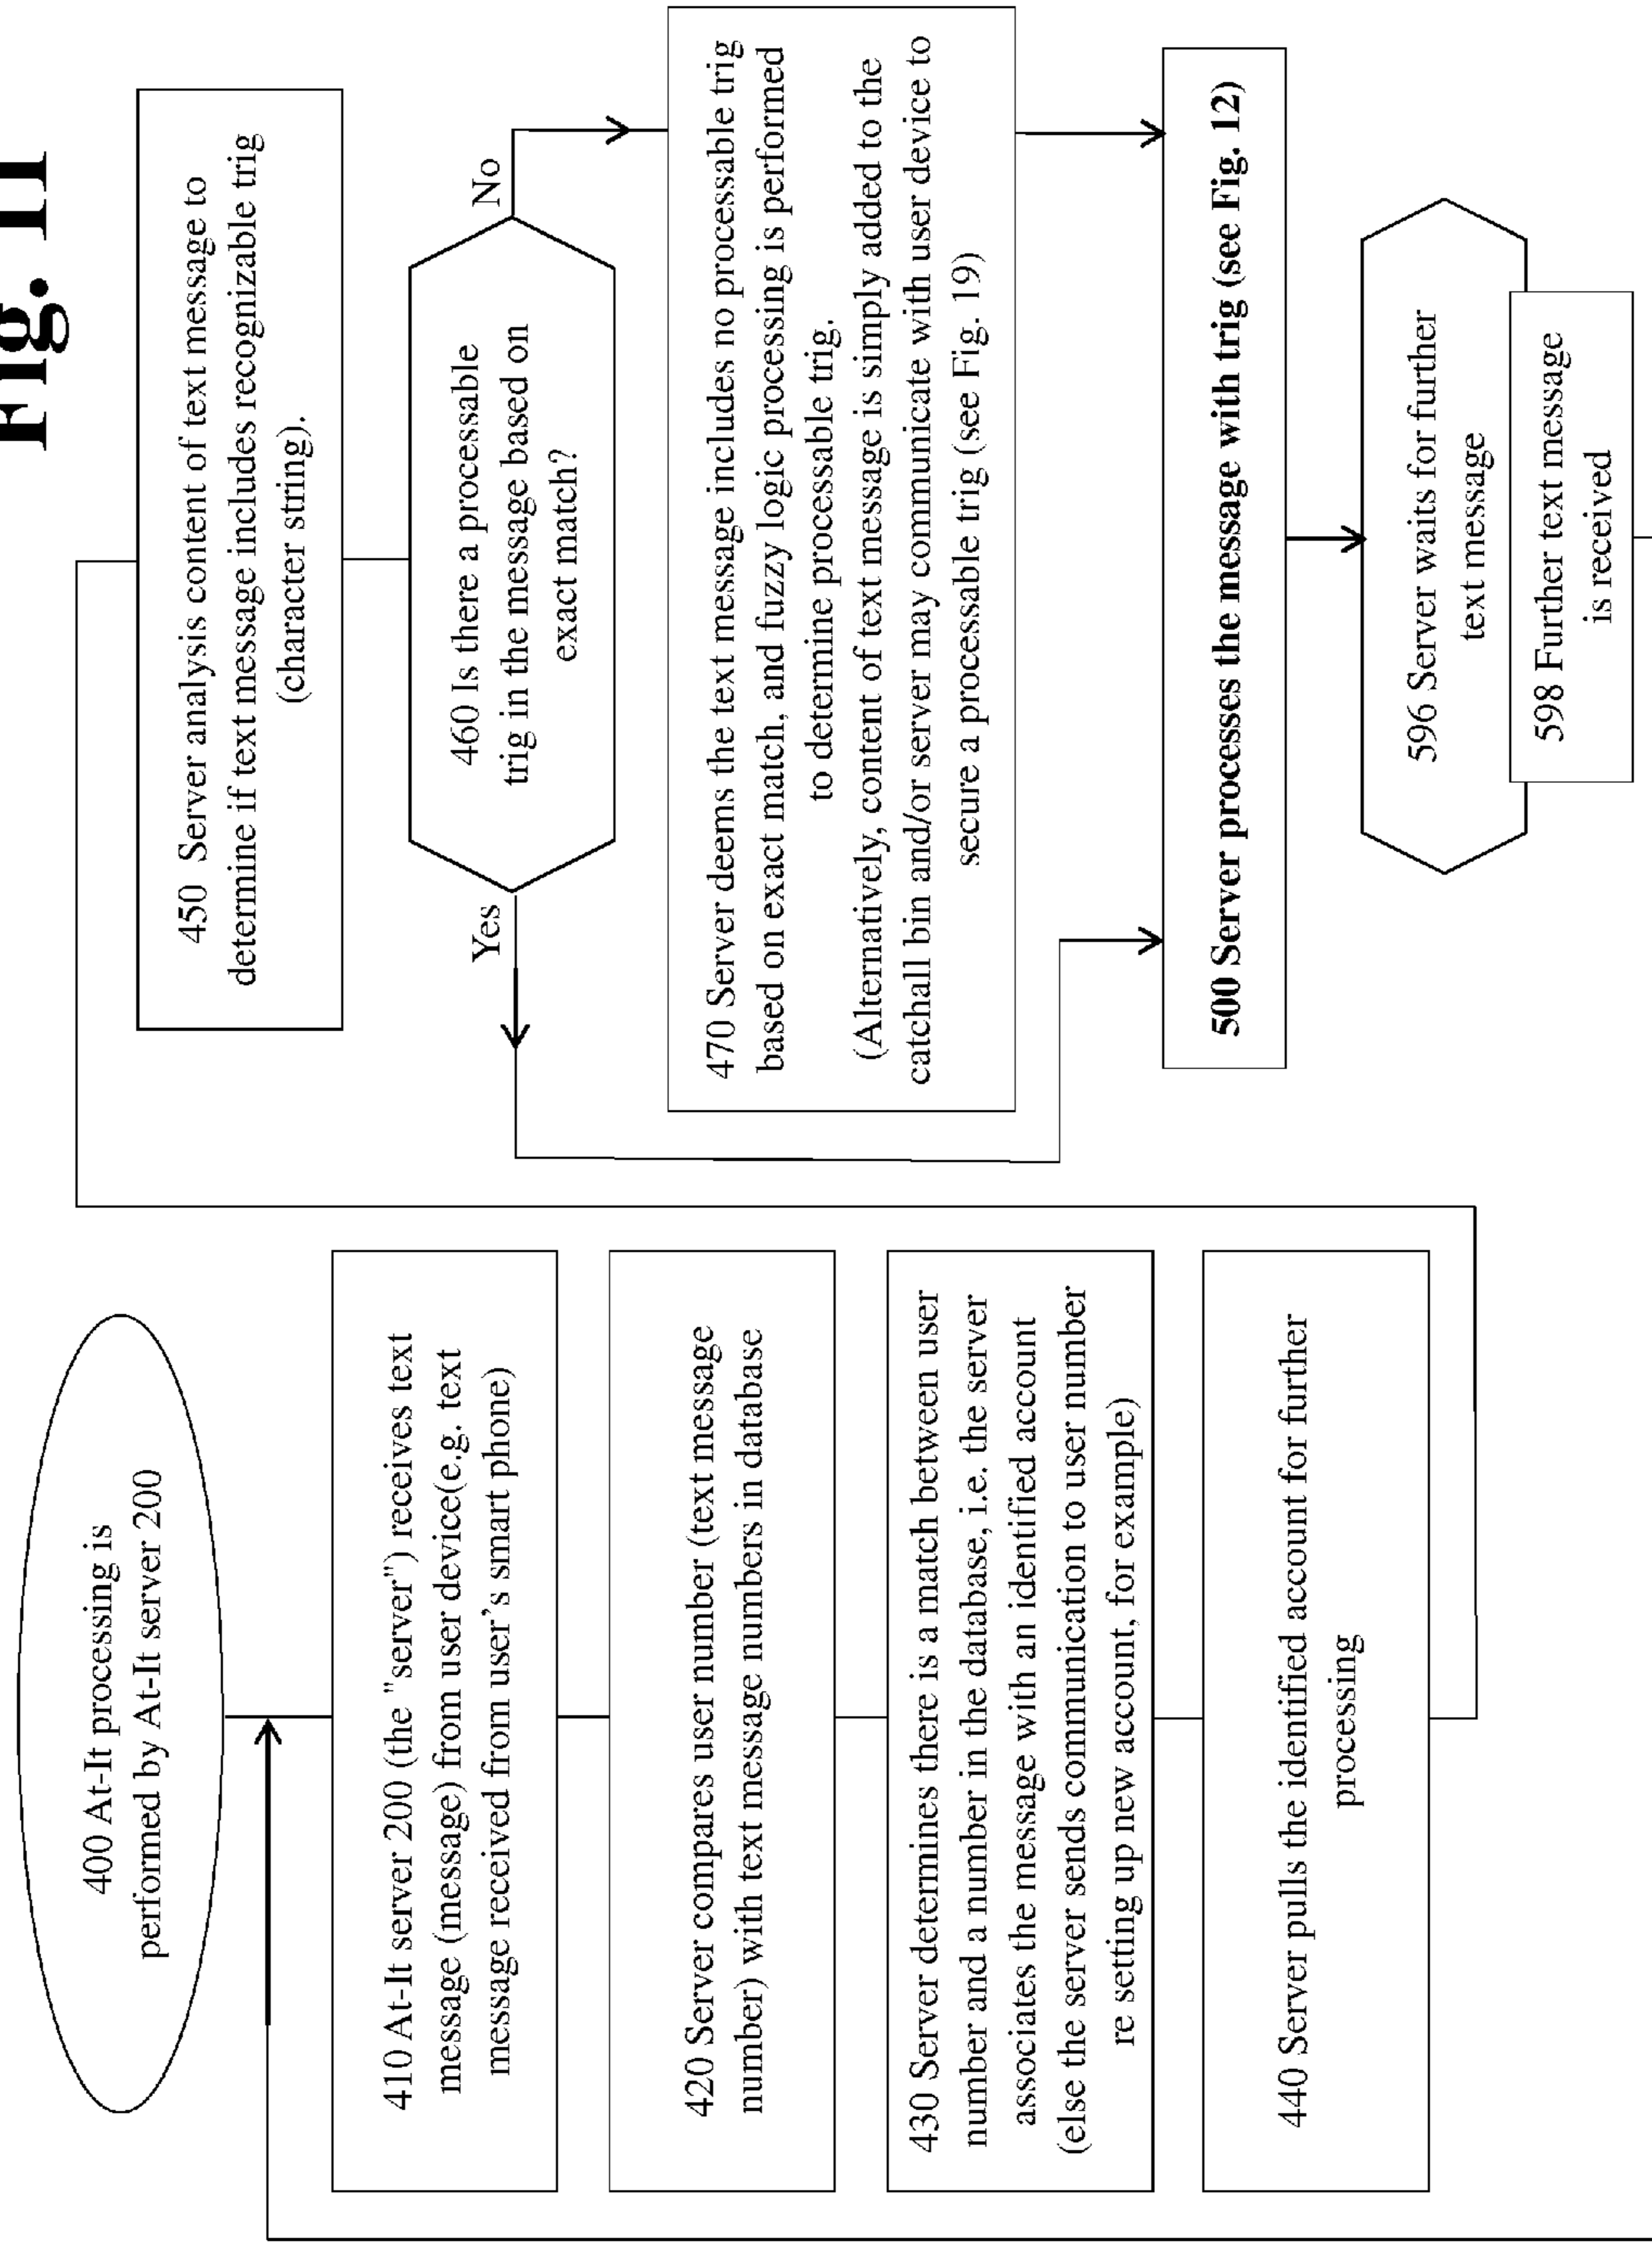 Fig. 11
400 At-It processing is
performed by At-It server 200
410 At-It server 200 (the "server") receives text
message (message) from user device(e.g. text
message received from user's smart phone)
420 Server compares user number (text message
number) with text message numbers in database
430 Server determines there is a match between user
number and a number in the database, i.e. the server
associates the message with an identified account
(else the server sends communication to user number
re setting up new account, for example)
440 Server pulls the identified account for further
processing
450 Server analysis content of text message to
determine if text message includes recognizable trig
(character string).
460 Is there a processable
trig in the message based on
exact match?
Yes
No
470 Server deems the text message includes no processable trig
based on exact match, and fuzzy logic processing is performed
to determine processable trig.
(Alternatively, content of text message is simply added to the
catchall bin and/or server may communicate with user device to
secure a processable trig (see Fig. 19)
500 Server processes the message with trig (see Fig. 12)
596 Server waits for further
text message
598 Further text message
is received